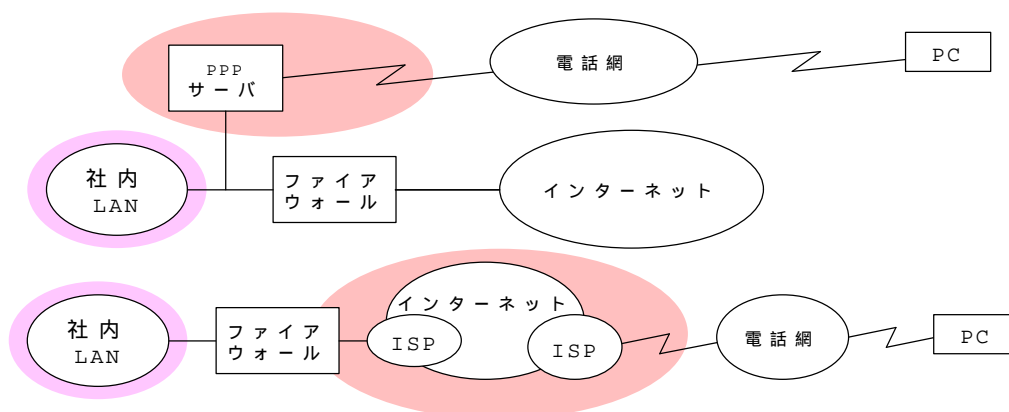 PPP
サーバ
電話網
PC
社内
LAN
ファイア
ウォール
インターネット
社内
LAN
ファイア
ウォール
インターネット
ISP
ISP
電話網
PC